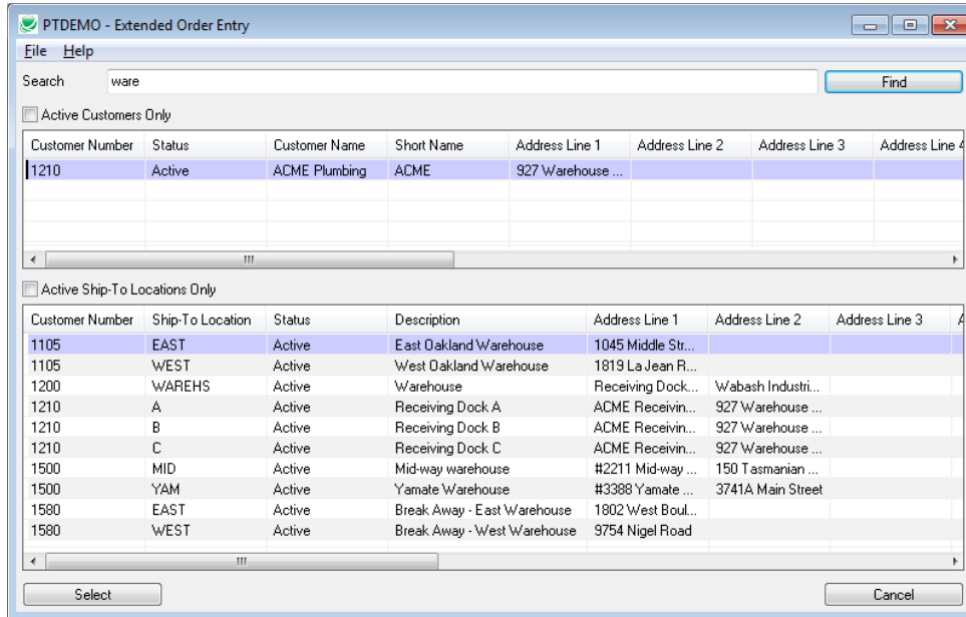 PTDEMO - Extended Order Entry
File Help
Search ware Find
Active Customers Only
Customer Number Status Customer Name Short Name Address Line 1 Address Line 2 Address Line 3 Address Line 4
1210 Active ACME Plumbing ACME 927 Warehouse ...
Active Ship-To Locations Only
Customer Number Ship-To Location Status Description Address Line 1 Address Line 2 Address Line 3 A
1105 EAST Active East Oakland Warehouse 1045 Middle Str...
1105 WEST Active West Oakland Warehouse 1819 La Jean R...
1200 WAREHS Active Warehouse Receiving Dock... Wabash Industri...
1210 A Active Receiving Dock A ACME Receivin... 927 Warehouse ...
1210 B Active Receiving Dock B ACME Receivin... 927 Warehouse ...
1210 C Active Receiving Dock C ACME Receivin... 927 Warehouse ...
1500 MID Active Mid-way warehouse #2211 Mid-way ... 150 Tasmanian ...
1500 YAM Active Yamate Warehouse #3388 Yamate ... 3741A Main Street
1580 EAST Active Break Away - East Warehouse 1802 West Boul...
1580 WEST Active Break Away - West Warehouse 9754 Nigel Road
Select Cancel